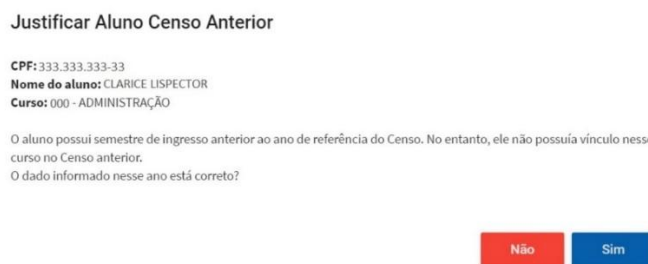 Justificar Aluno Censo Anterior
CPF: 333.333.333-33
Nome do aluno: CLARICE LISPECTOR
Curso: 000 - ADMINISTRAÇÃO
O aluno possui semestre de ingresso anterior ao ano de referência do Censo. No entanto, ele não possuía vínculo nesse
curso no Censo anterior.
O dado informado nesse ano está correto?
Não Sim